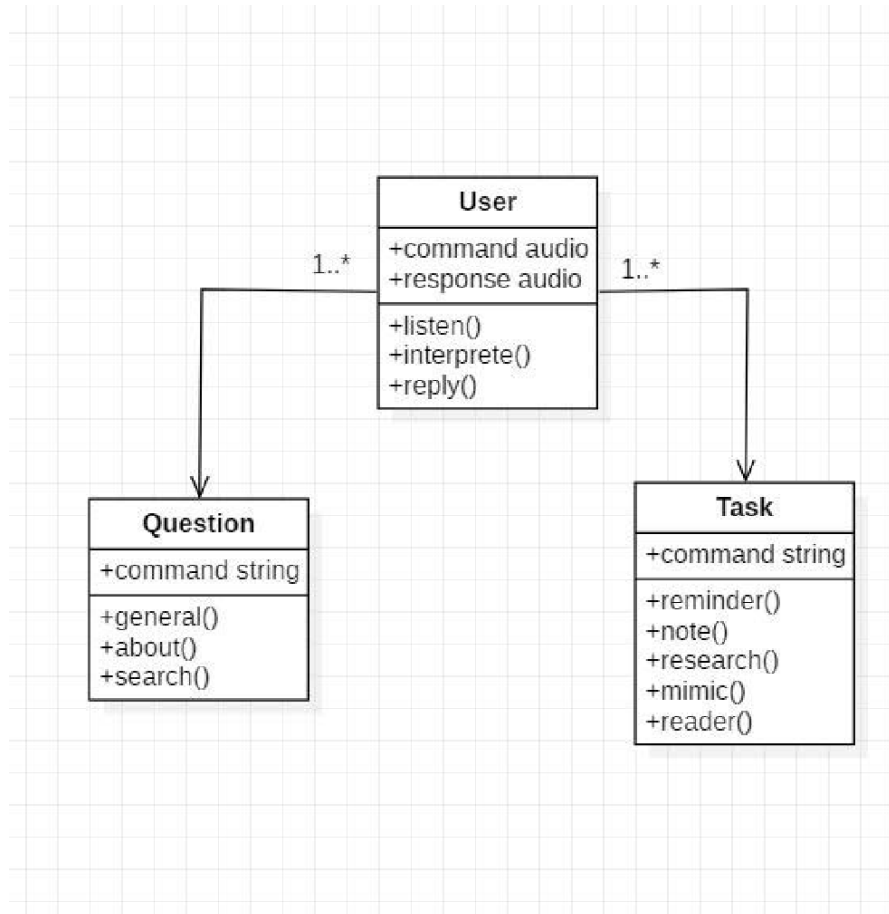 User
+command audio
+response audio
1..*
1..*
+listen()
+interprete()
+reply()
Question
+command string
+general()
+about()
+search()
Task
+command string
+reminder()
+note()
+research()
+mimic()
+reader()